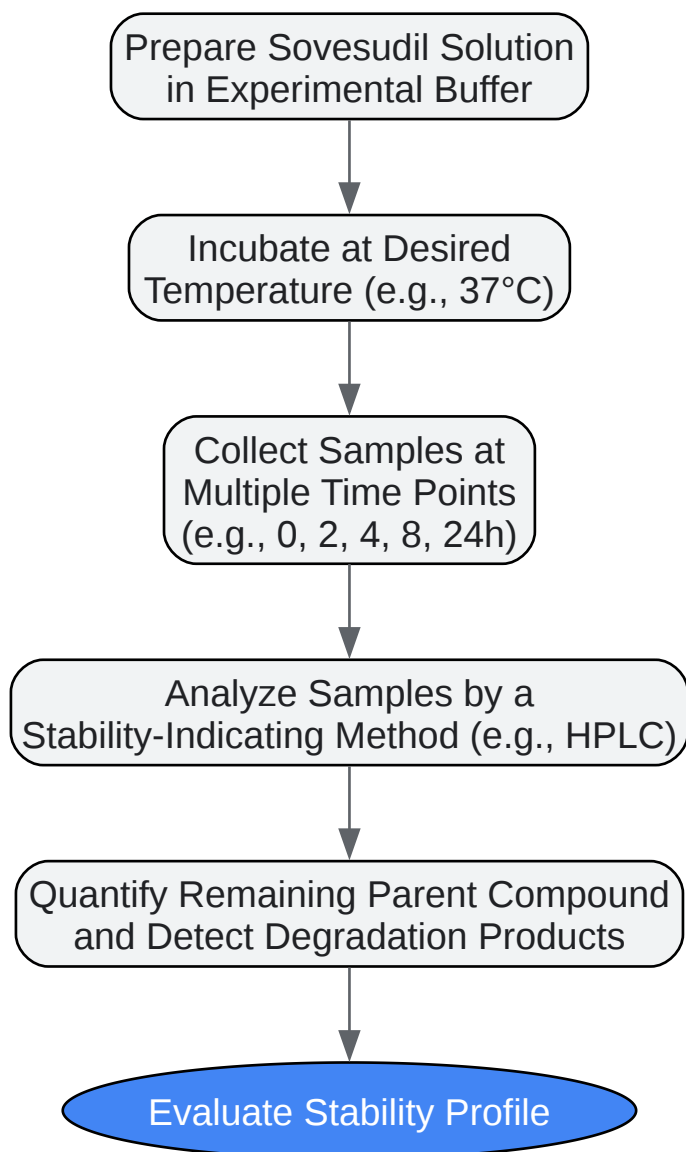 Prepare Sovesudil Solution
in Experimental Buffer
Incubate at Desired
Temperature (e.g., 37°C)
Collect Samples at
Multiple Time Points
(e.g., 0, 2, 4, 8, 24h)
Analyze Samples by a
Stability-Indicating Method (e.g., HPLC)
Quantify Remaining Parent Compound
and Detect Degradation Products
Evaluate Stability Profile